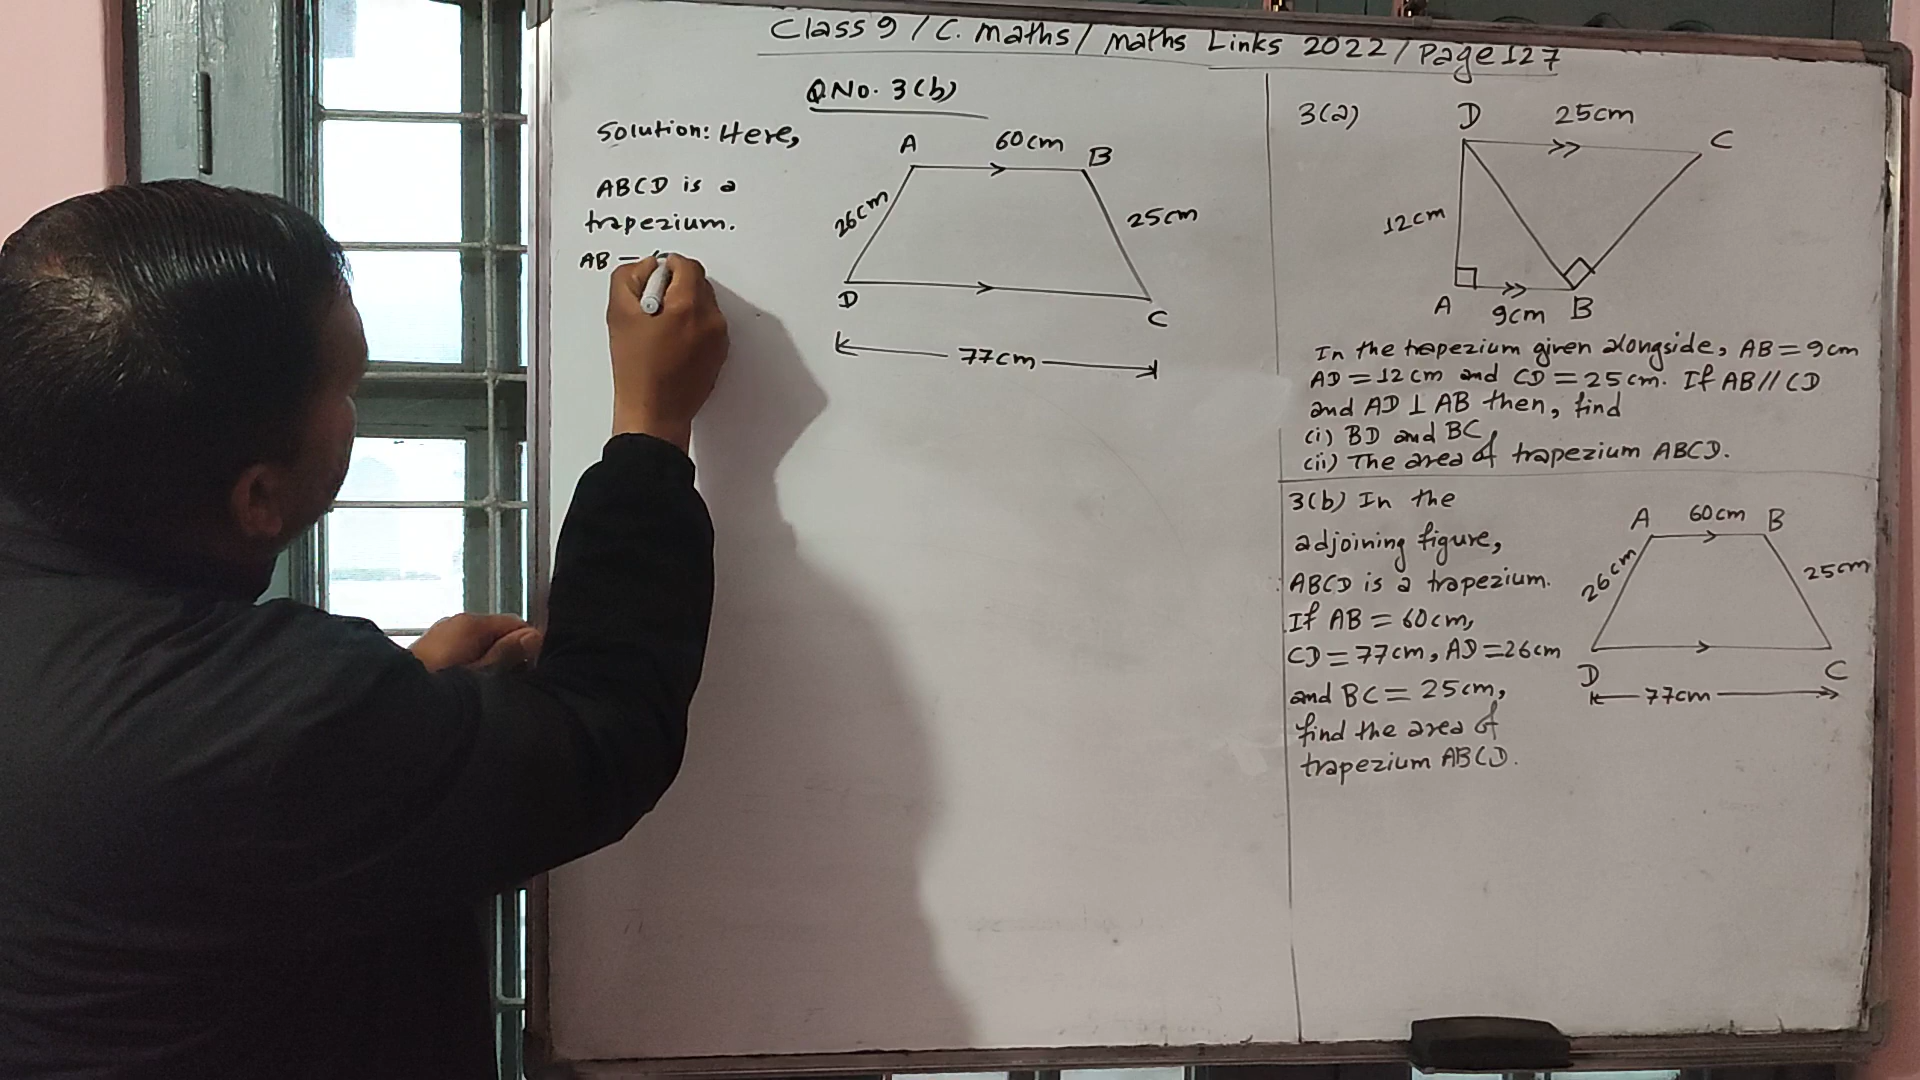 Class 9 / C. Maths / Maths Links 2022 / Page 127
QNo. 3(b)
Solution: Here,
ABCD is a
trapezium.
AB =
A 60cm B
26cm
25cm
D
C
77cm
3(a)
D 25cm C
12cm
A 9cm B
In the trapezium given alongside, AB = 9cm
AD = 12cm and CD = 25cm. If AB // CD
and AD ⊥ AB then, find
(i) BD and BC
(ii) The area of trapezium ABCD.
3(b) In the
adjoining figure,
ABCD is a trapezium.
If AB = 60cm,
CD = 77cm, AD = 26cm
and BC = 25cm,
find the area of
trapezium ABCD.
A 60cm B
26cm
25cm
D
C
77cm